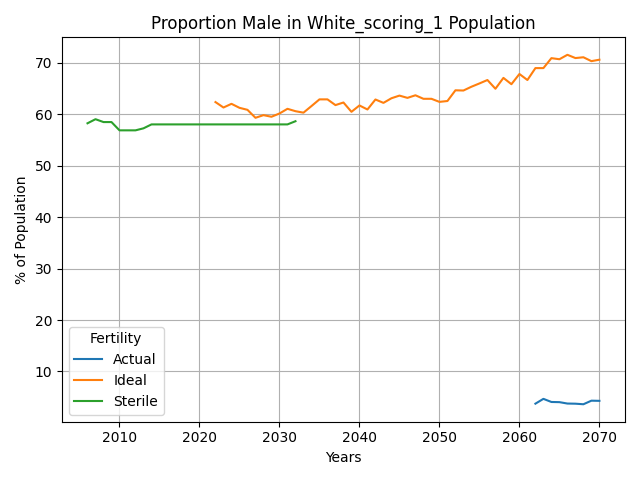 Proportion Male in White_scoring_1 Population
% of Population
70
60
50
40
30
20
10
Fertility
Actual
Ideal
Sterile
2010 2020 2030 2040 2050 2060 2070
Years